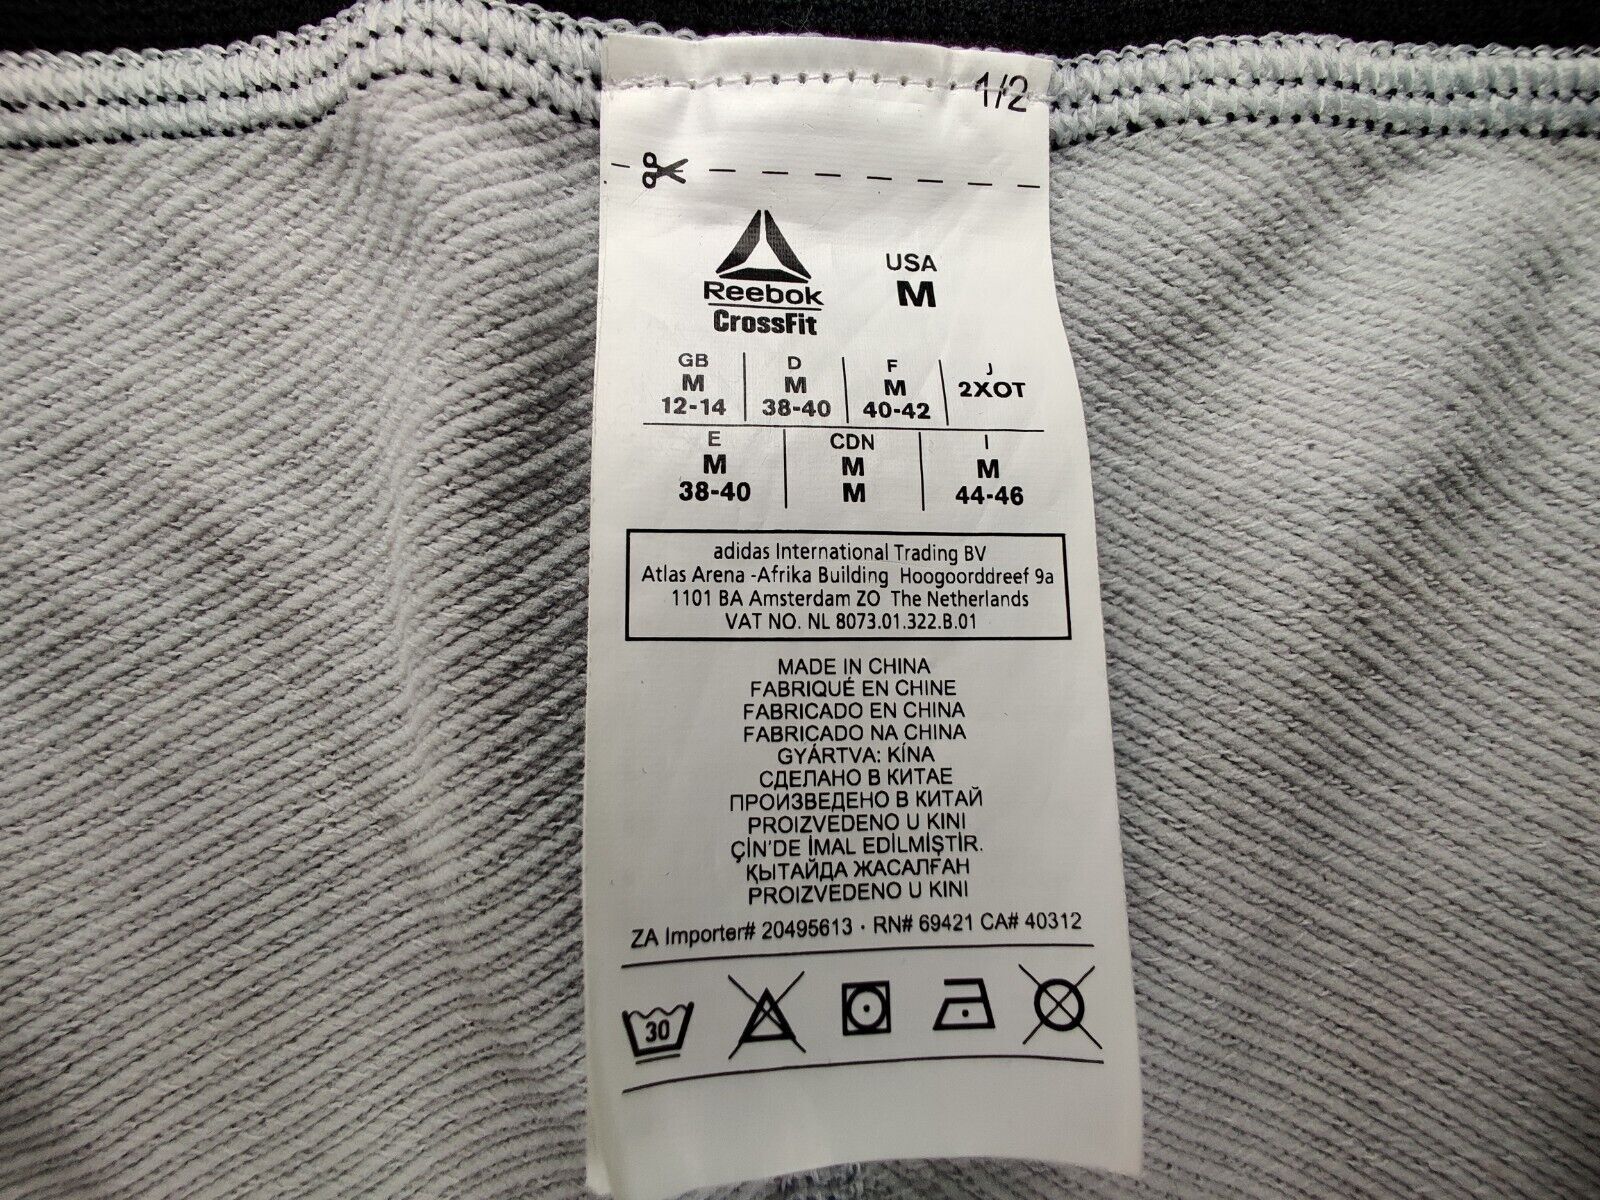 1/2
Reebok
CrossFit
USA
M
GB D F J
M M M 2XOT
12-14 38-40 40-42
E CDN I
M M M
38-40 M 44-46
adidas International Trading BV
Atlas Arena -Afrika Building Hoogoorddreef 9a
1101 BA Amsterdam ZO The Netherlands
VAT NO. NL 8073.01.322.B.01
MADE IN CHINA
FABRIQUÉ EN CHINE
FABRICADO EN CHINA
FABRICADO NA CHINA
GYÁRTVA: KÍNA
СДЕЛАНО В КИТАЕ
ПРОИЗВЕДЕНО В КИТАЙ
PROIZVEDENO U KINI
ÇİN'DE İMAL EDİLMİŞTİR.
ҚЫТАЙДА ЖАСАЛҒАН
PROIZVEDENO U KINI
ZA Importer# 20495613 · RN# 69421 CA# 40312
30